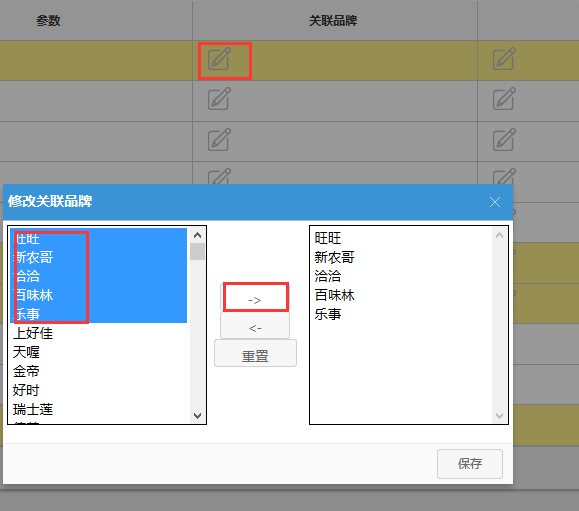 参数
关联品牌
修改关联品牌
旺旺
新农哥
洽洽
百味林
乐事
上好佳
天喔
金帝
好时
瑞士莲
->
<-
重置
旺旺
新农哥
洽洽
百味林
乐事
保存